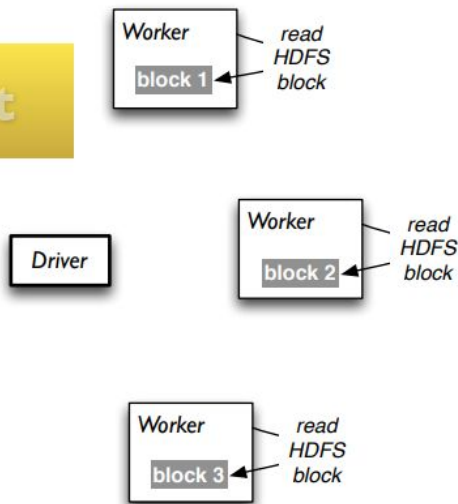 Worker
read
HDFS
block
block 1
t
Driver
Worker
read
HDFS
block
block 2
Worker
read
HDFS
block
block 3